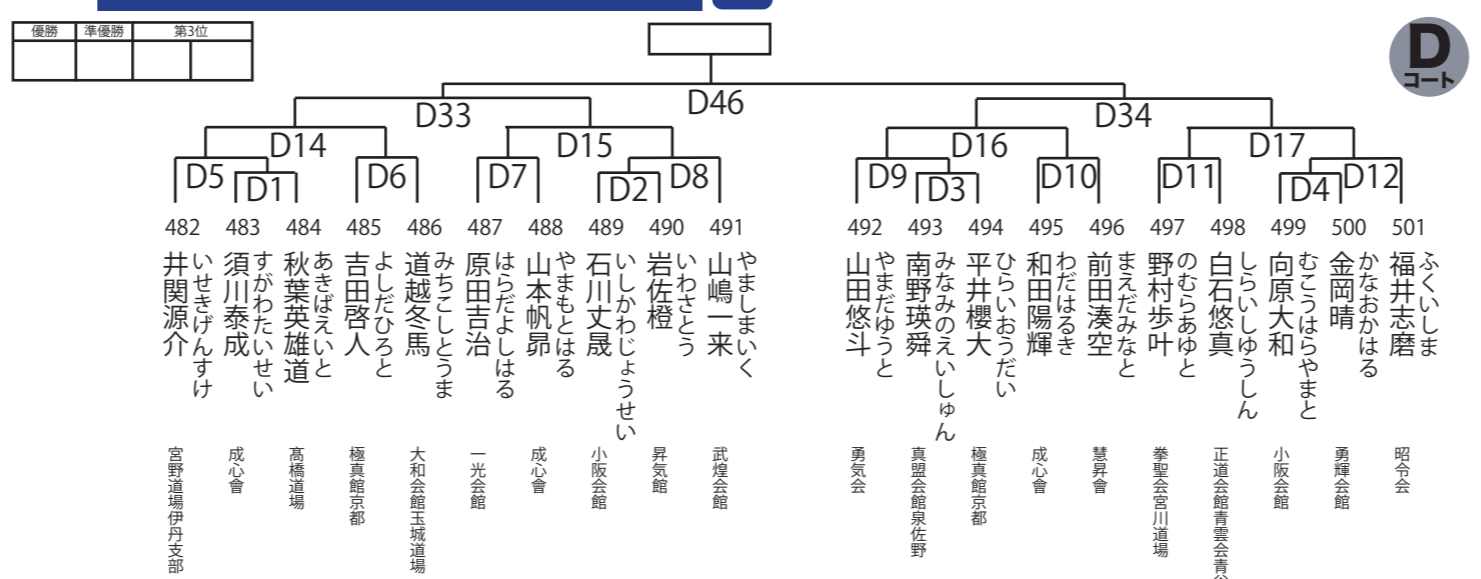 優勝 準優勝 第3位
D
コート
D46
D33 D34
D14 D15 D16 D17
D5 D1 D6 D7 D2 D8 D9 D3 D10 D11 D4 D12
482 483 484 485 486 487 488 489 490 491 492 493 494 495 496 497 498 499 500 501
井関源介
いせきげんすけ
宮野道場伊丹支部
須川泰成
すがわたいせい
成心會
秋葉英雄道
あきばえいと
髙橋道場
吉田啓人
よしだひろと
極真館京都
道越冬馬
みちこしとうま
大和会館玉城道場
原田吉治
はらだよしはる
一光会館
山本帆昴
やまもとはる
成心會
石川丈晟
いしかわじょうせい
小阪会館
岩佐橙
いわさとう
昇気館
山嶋一来
やましまいく
武煌会館
山田悠斗
やまだゆうと
勇気会
南野瑛舜
みなみのえいしゅん
真盟会館泉佐野
平井櫻大
ひらいおうだい
極真館京都
和田陽輝
わだはるき
成心會
前田湊空
まえだみなと
慧昇會
野村歩叶
のむらあゆと
拳聖会宮川道場
白石悠真
しらいしゆうしん
正道会館青雲会青谷
向原大和
むこうはらやまと
小阪会館
金岡晴
かなおかはる
勇輝会館
福井志磨
ふくいしま
昭令会